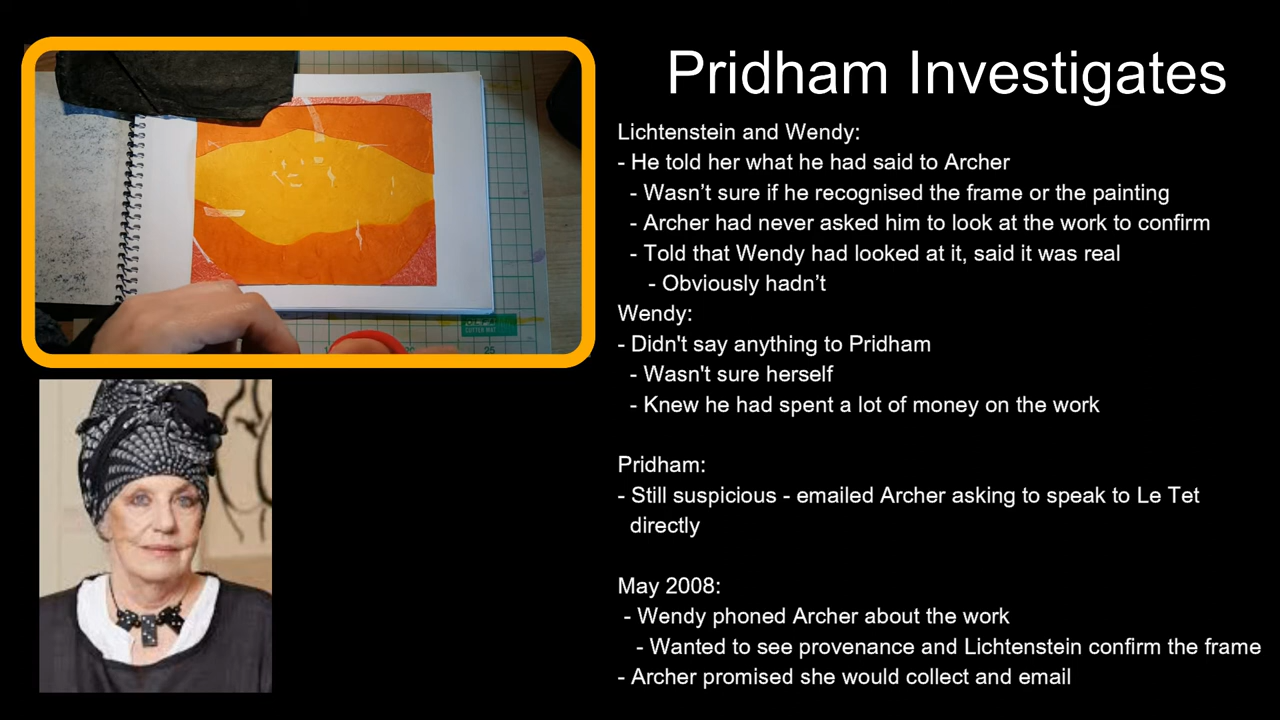 Pridham Investigates
Lichtenstein and Wendy:
- He told her what he had said to Archer
- Wasn’t sure if he recognised the frame or the painting
- Archer had never asked him to look at the work to confirm
- Told that Wendy had looked at it, said it was real
- Obviously hadn’t
Wendy:
- Didn't say anything to Pridham
- Wasn't sure herself
- Knew he had spent a lot of money on the work
Pridham:
- Still suspicious - emailed Archer asking to speak to Le Tet
directly
May 2008:
- Wendy phoned Archer about the work
- Wanted to see provenance and Lichtenstein confirm the frame
- Archer promised she would collect and email
CUTTER MAT
25